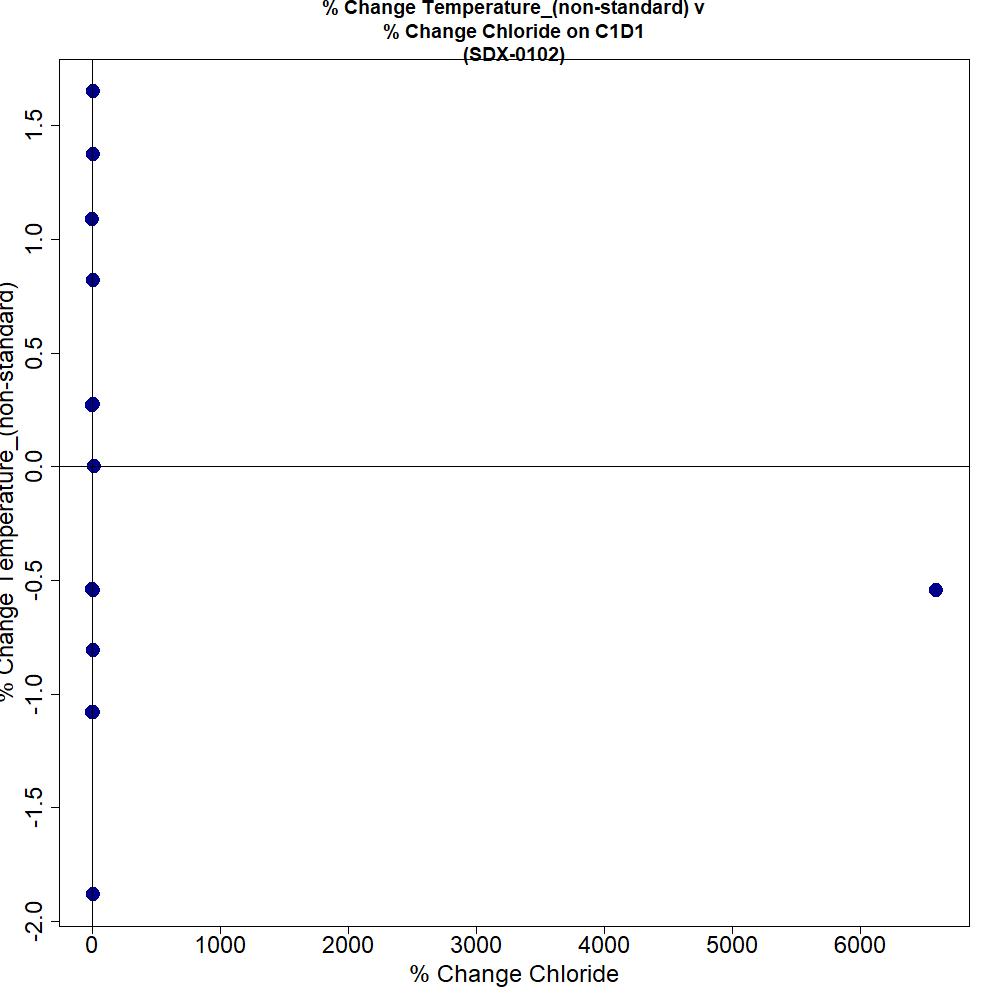 % Change Temperature_(non-standard) v
% Change Chloride on C1D1
(SDX-0102)
% Change Temperature_(non-standard)
1.5
1.0
0.5
0.0
-0.5
-1.0
-1.5
-2.0
0 1000 2000 3000 4000 5000 6000
% Change Chloride